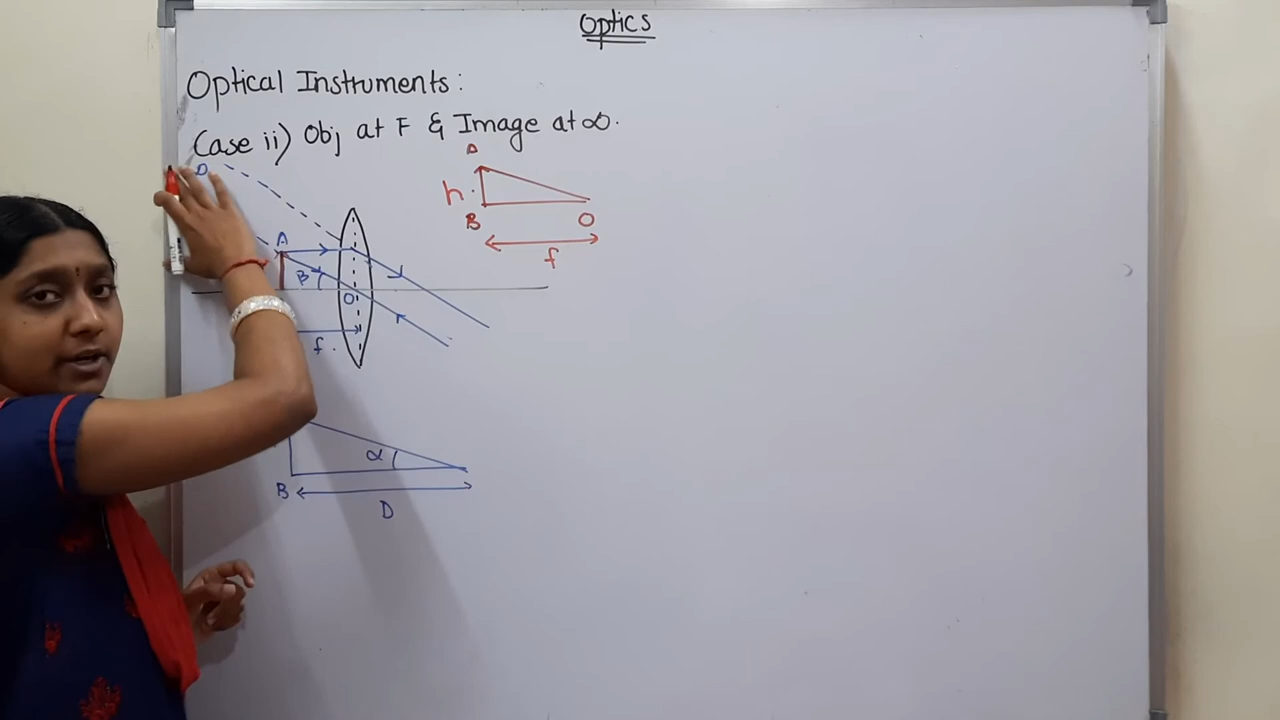 Optics
Optical Instruments:
Case ii) Obj at F & Image at ∞.
A
h
B
O
f
A
β
O
f
α
B
D